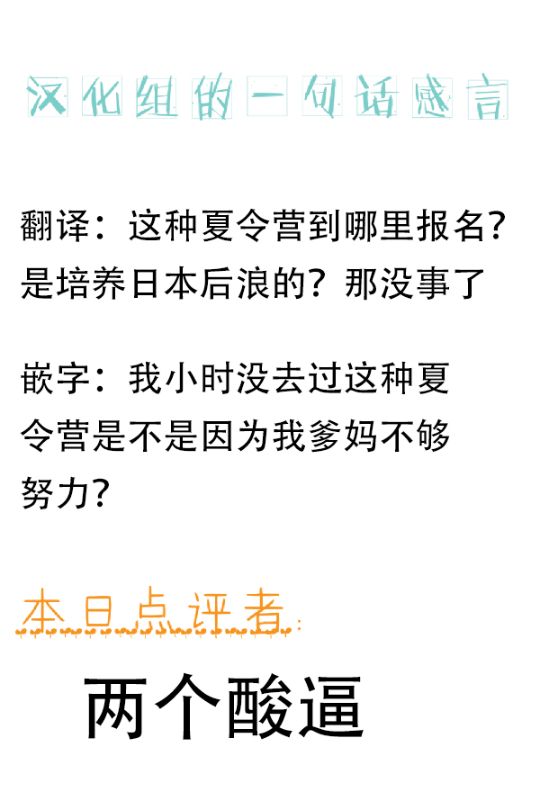 汉化组的一句话感言
翻译：这种夏令营到哪里报名？
是培养日本后浪的？那没事了
嵌字：我小时没去过这种夏
令营是不是因为我爹妈不够
努力？
本日点评者：
两个酸逼